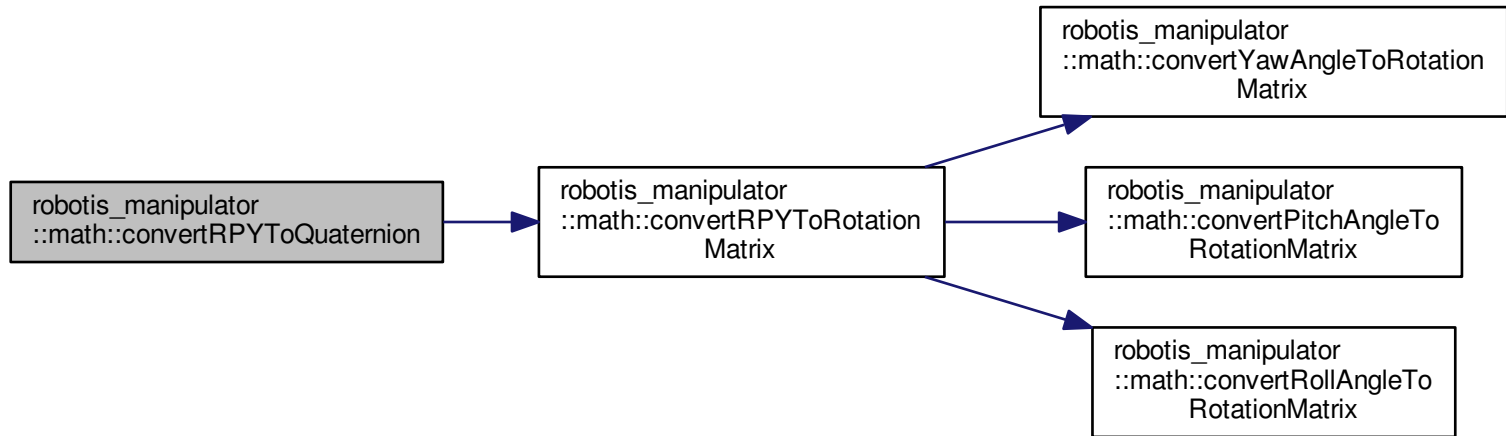 robotis_manipulator
::math::convertRPYToQuaternion
robotis_manipulator
::math::convertRPYToRotation
Matrix
robotis_manipulator
::math::convertYawAngleToRotation
Matrix
robotis_manipulator
::math::convertPitchAngleTo
RotationMatrix
robotis_manipulator
::math::convertRollAngleTo
RotationMatrix